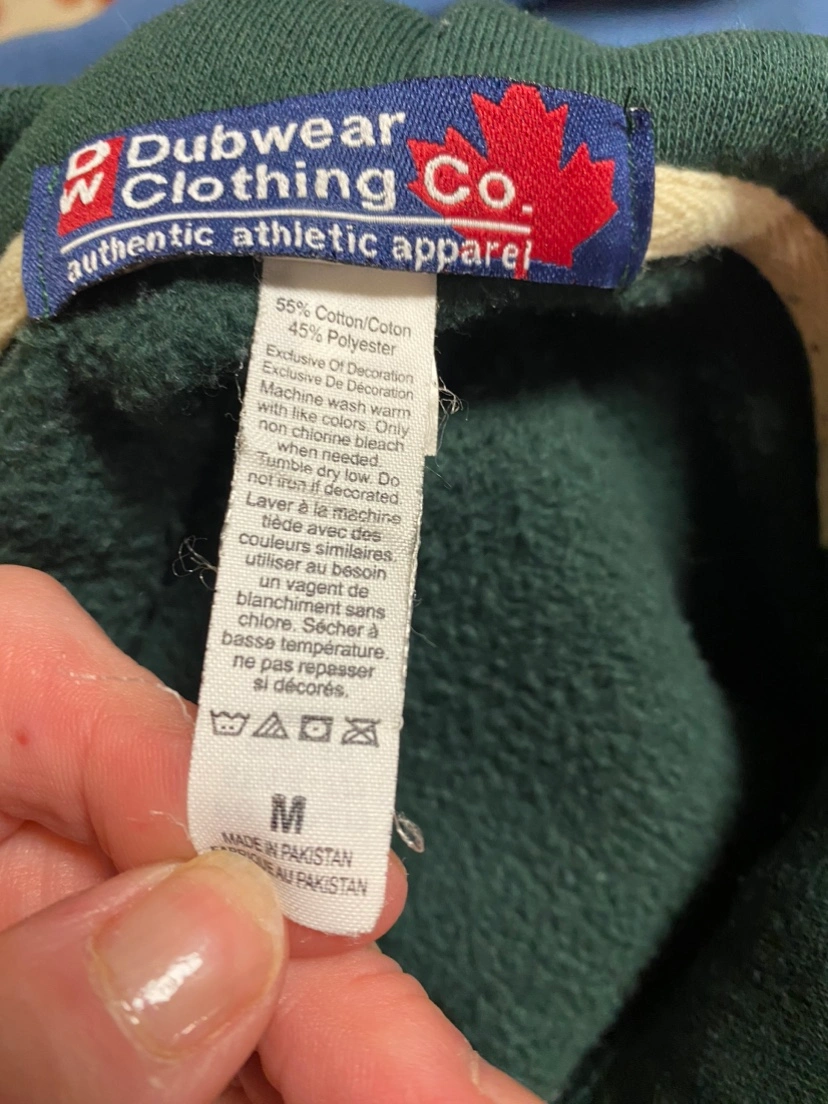 DW Dubwear
Clothing Co.
authentic athletic apparel
55% Cotton/Coton
45% Polyester
Exclusive Of Decoration
Exclusive De Décoration
Machine wash warm
with like colors. Only
non chlorine bleach
when needed.
Tumble dry low. Do
not iron if decorated.
Laver à la machine
tiède avec des
couleurs similaires.
utiliser au besoin
un vagent de
blanchiment sans
chlore. Sécher à
basse température.
ne pas repasser
si décorés.
M
MADE IN PAKISTAN
FABRIQUE AU PAKISTAN